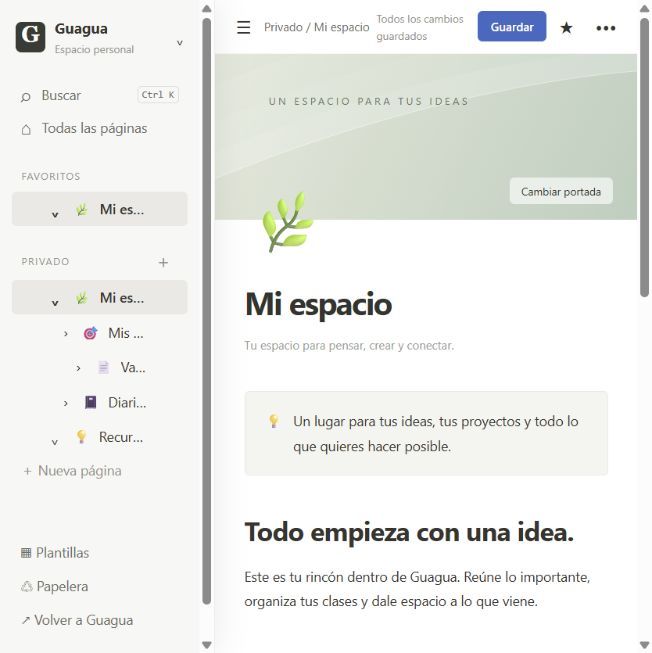 G
Guagua
Espacio personal
Buscar
Ctrl K
Todas las páginas
FAVORITOS
Mi es...
PRIVADO
+
Mi es...
Mis ...
Va...
Diari...
Recur...
+ Nueva página
Plantillas
Papelera
↗ Volver a Guagua
Privado / Mi espacio
Todos los cambios
guardados
Guardar
UN ESPACIO PARA TUS IDEAS
Cambiar portada
Mi espacio
Tu espacio para pensar, crear y conectar.
Un lugar para tus ideas, tus proyectos y todo lo
que quieres hacer posible.
Todo empieza con una idea.
Este es tu rincón dentro de Guagua. Reúne lo importante,
organiza tus clases y dale espacio a lo que viene.